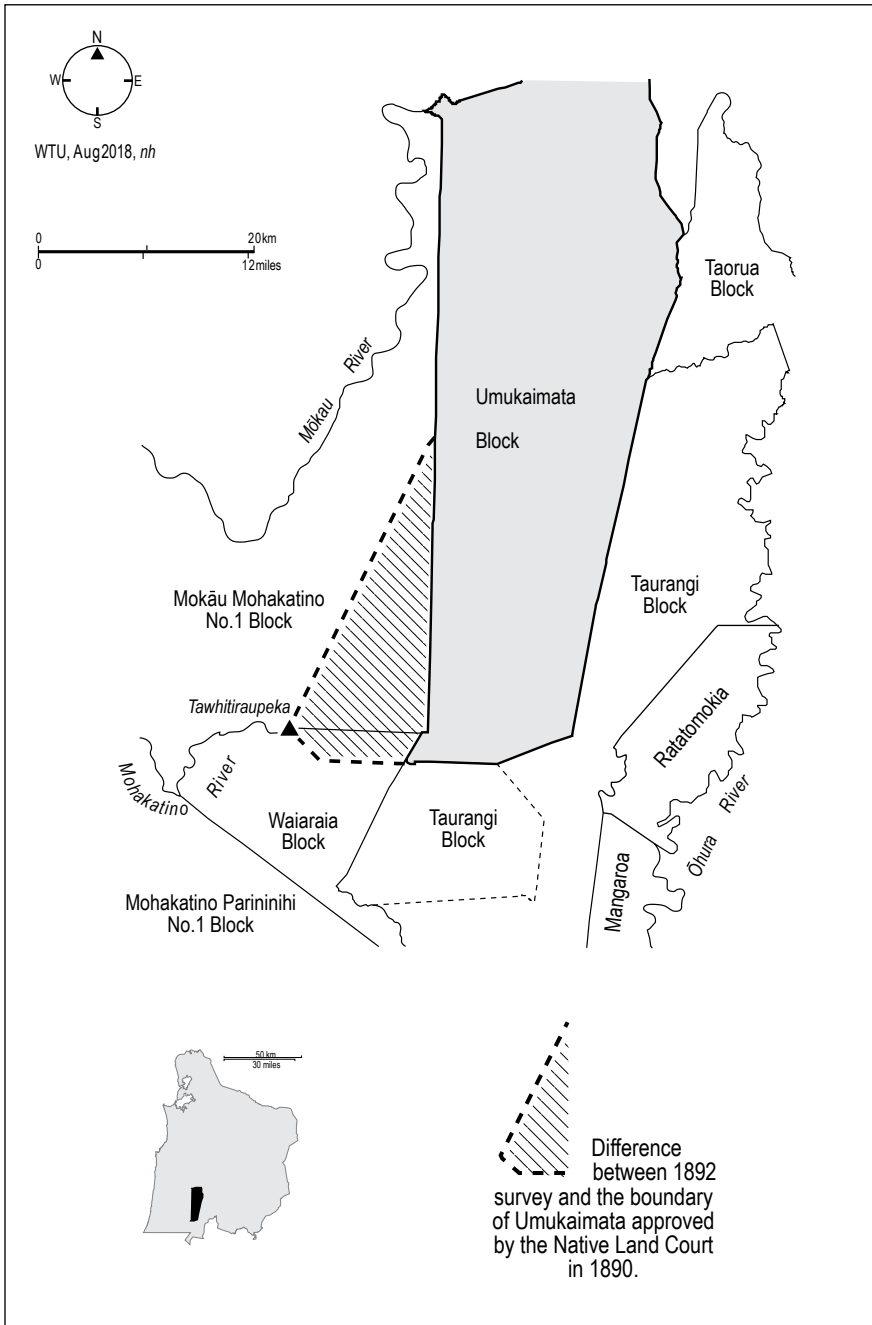 N
W E
S
WTU, Aug2018, nh
0 20km
0 12miles
Taorua
Block
Mōkau River
Umukaimata
Block
Mokāu Mohakatino
No.1 Block
Taurangi
Block
Tawhitiraupeka
Ratatomokia
Mohakatino River
Waiaraia
Block
Taurangi
Block
Ōhura River
Mangaroa
Mohakatino Parininihi
No.1 Block
50 km
30 miles
Difference
between 1892
survey and the boundary
of Umukaimata approved
by the Native Land Court
in 1890.